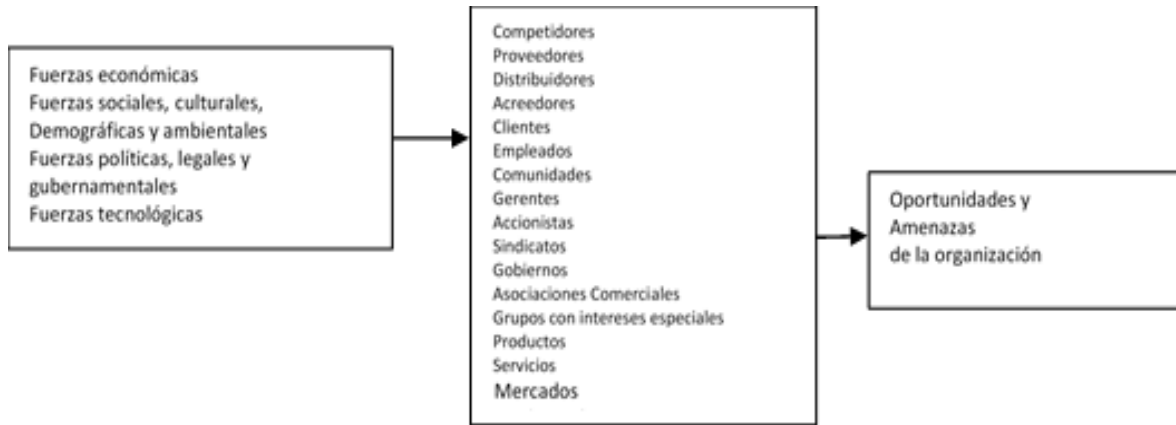 Fuerzas económicas
Fuerzas sociales, culturales,
Demográficas y ambientales
Fuerzas políticas, legales y
gubernamentales
Fuerzas tecnológicas
Competidores
Proveedores
Distribuidores
Acreedores
Clientes
Empleados
Comunidades
Gerentes
Accionistas
Sindicatos
Gobiernos
Asociaciones Comerciales
Grupos con intereses especiales
Productos
Servicios
Mercados
Oportunidades y
Amenazas
de la organización